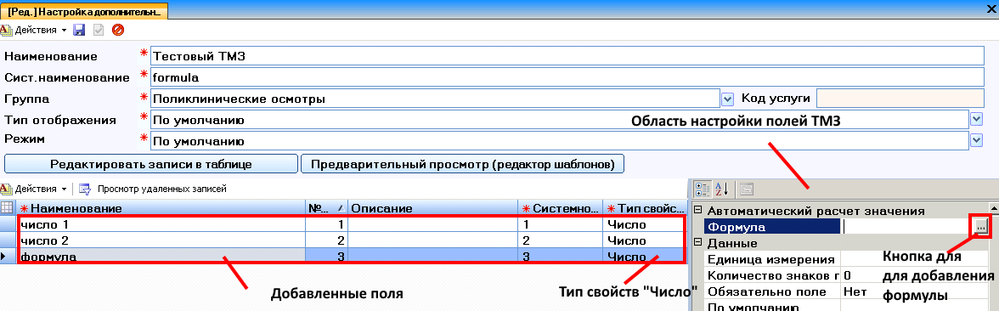 [Ред.] Настройка дополнительн...
Действия
Наименование * Тестовый ТМЗ
Сист.наименование * formula
Группа * Поликлинические осмотры Код услуги
Тип отображения * По умолчанию
Область настройки полей ТМЗ
Режим * По умолчанию
Редактировать записи в таблице Предварительный просмотр (редактор шаблонов)
Действия Просмотр удаленных записей
* Наименование №... Описание * Системно... * Тип свойс...
число 1 1 1 Число
число 2 2 2 Число
формула 3 3 Число
Автоматический расчет значения
Формула ...
Данные
Единица измерения
Количество знаков п 0
Обязательно поле Нет
По умолчанию
Добавленные поля
Тип свойств "Число"
Кнопка для
для добавления
формулы